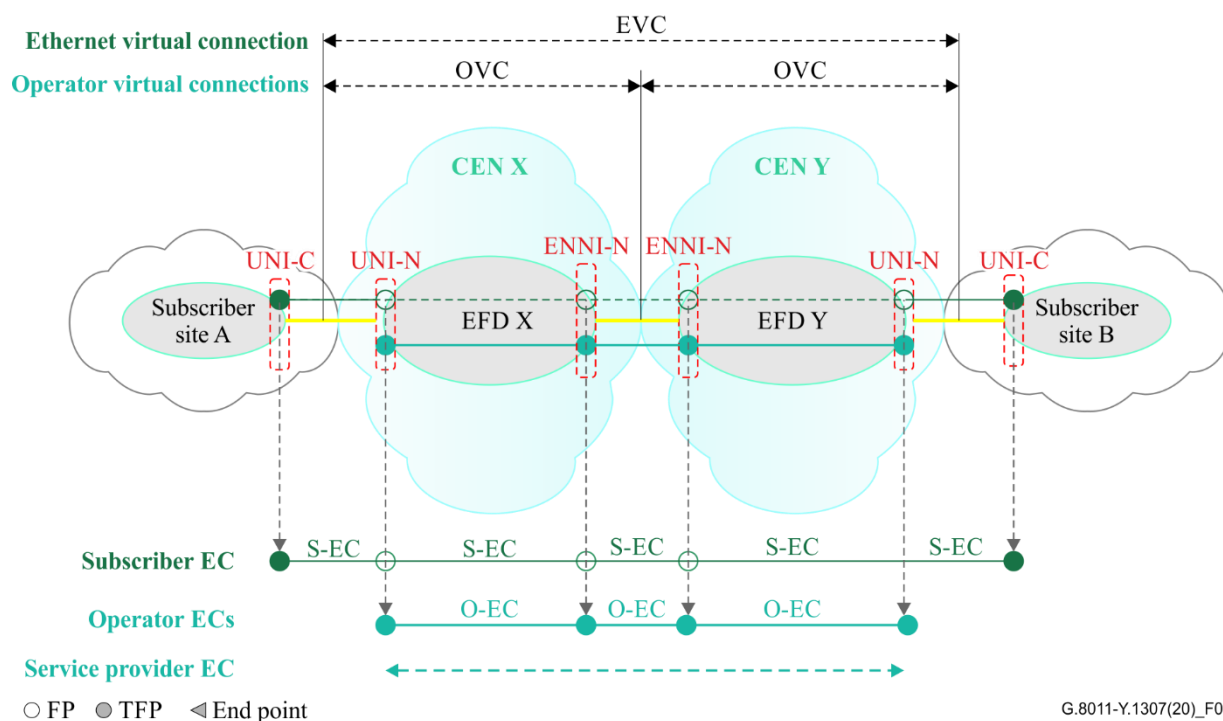 EVC
Ethernet virtual connection
OVC OVC
Operator virtual connections
CEN X CEN Y
ENNI-N ENNI-N
UNI-C UNI-N UNI-N UNI-C
Subscriber site A
EFD X EFD Y
Subscriber site B
S-EC S-EC S-EC S-EC S-EC
Subscriber EC
O-EC O-EC O-EC
Operator ECs
Service provider EC
FP TFP End point
G.8011-Y.1307(20)_F0